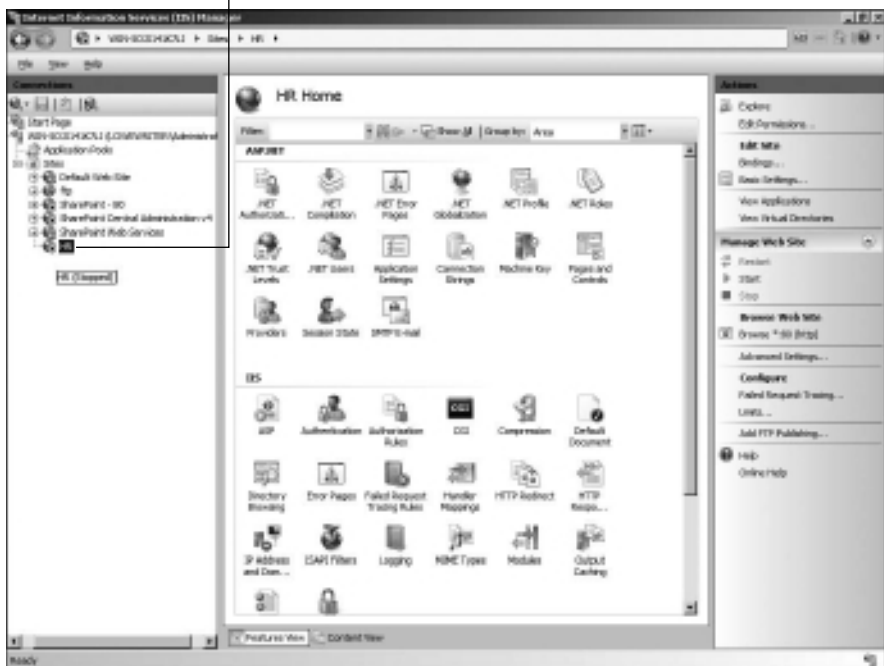 Internet Information Services (IIS) Manager
Sites
HR
File View Help
Connections
Start Page
Application Pools
Sites
Default Web Site
ftp
SharePoint - 80
SharePoint Central Administration v4
SharePoint Web Services
HR
HR (Stopped)
HR Home
Filter: Go Show All Group by: Area
ASP.NET
.NET Authorizati...
.NET Compilation
.NET Error Pages
.NET Globalization
.NET Profile
.NET Roles
.NET Trust Levels
.NET Users
Application Settings
Connection Strings
Machine Key
Pages and Controls
Providers
Session State
SMTP E-mail
IIS
ASP
Authentication
Authorization Rules
CGI
Compression
Default Document
Directory Browsing
Error Pages
Failed Request Tracing Rules
Handler Mappings
HTTP Redirect
HTTP Respo...
IP Address and Dom...
ISAPI Filters
Logging
MIME Types
Modules
Output Caching
Features View
Content View
Actions
Explore
Edit Permissions...
Edit Site
Bindings...
Basic Settings...
View Applications
View Virtual Directories
Manage Web Site
Restart
Start
Stop
Browse Web Site
Browse *:80 (http)
Advanced Settings...
Configure
Failed Request Tracing...
Limits...
Add FTP Publishing...
Help
Online Help
Ready